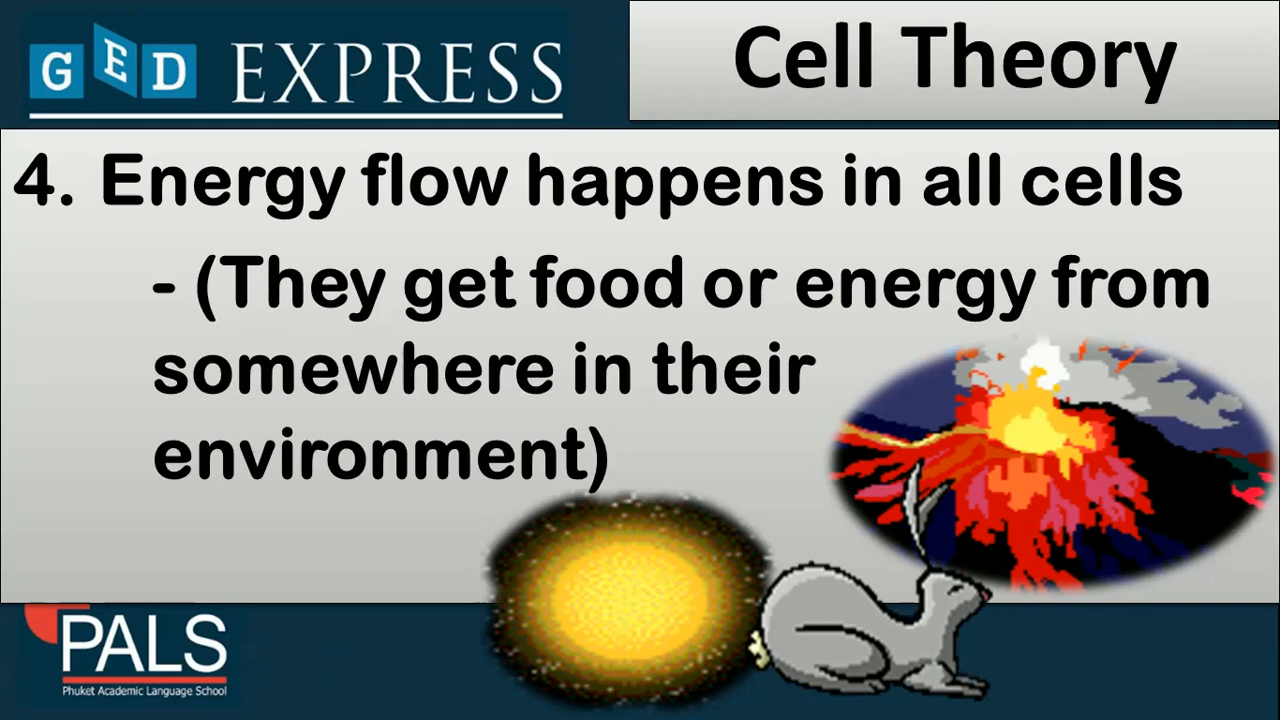 GED EXPRESS
Cell Theory
4. Energy flow happens in all cells
- (They get food or energy from
somewhere in their
environment)
PALS
Phuket Academic Language School